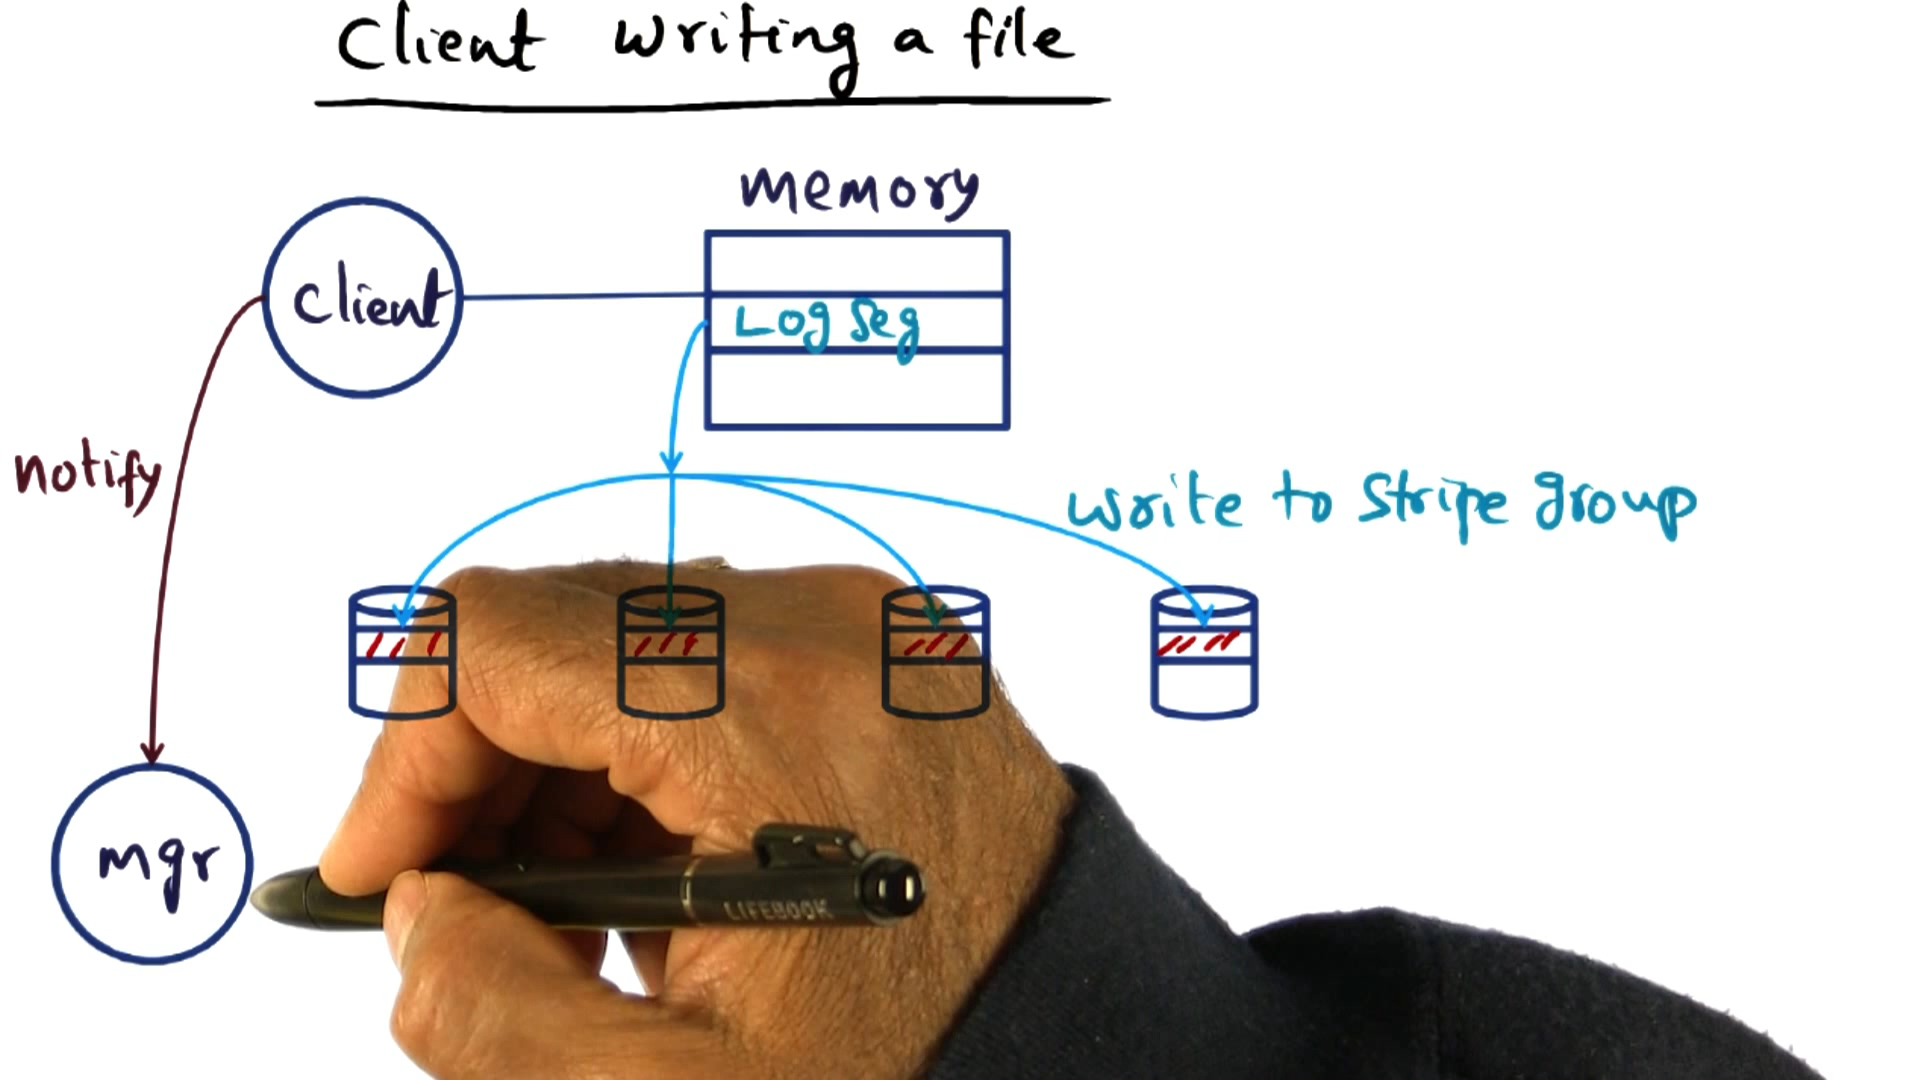 Client writing a file
memory
Client
Log Seg
notify
write to stripe group
mgr
LIFEBOOK